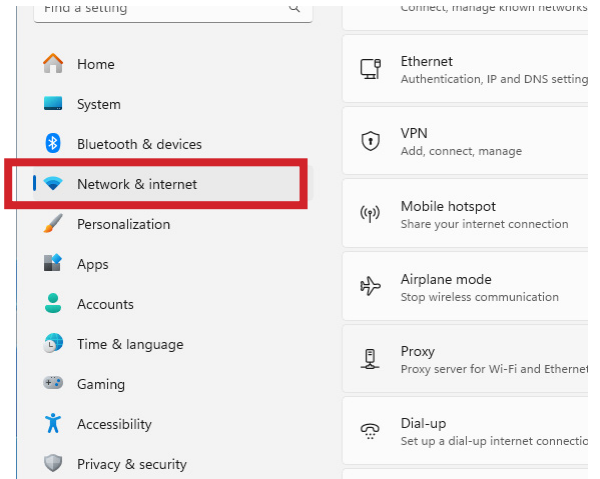 Find a setting
Home
System
Bluetooth & devices
Network & internet
Personalization
Apps
Accounts
Time & language
Gaming
Accessibility
Privacy & security
Connect, manage known networks
Ethernet
Authentication, IP and DNS setting
VPN
Add, connect, manage
Mobile hotspot
Share your internet connection
Airplane mode
Stop wireless communication
Proxy
Proxy server for Wi-Fi and Ethernet
Dial-up
Set up a dial-up internet connectio